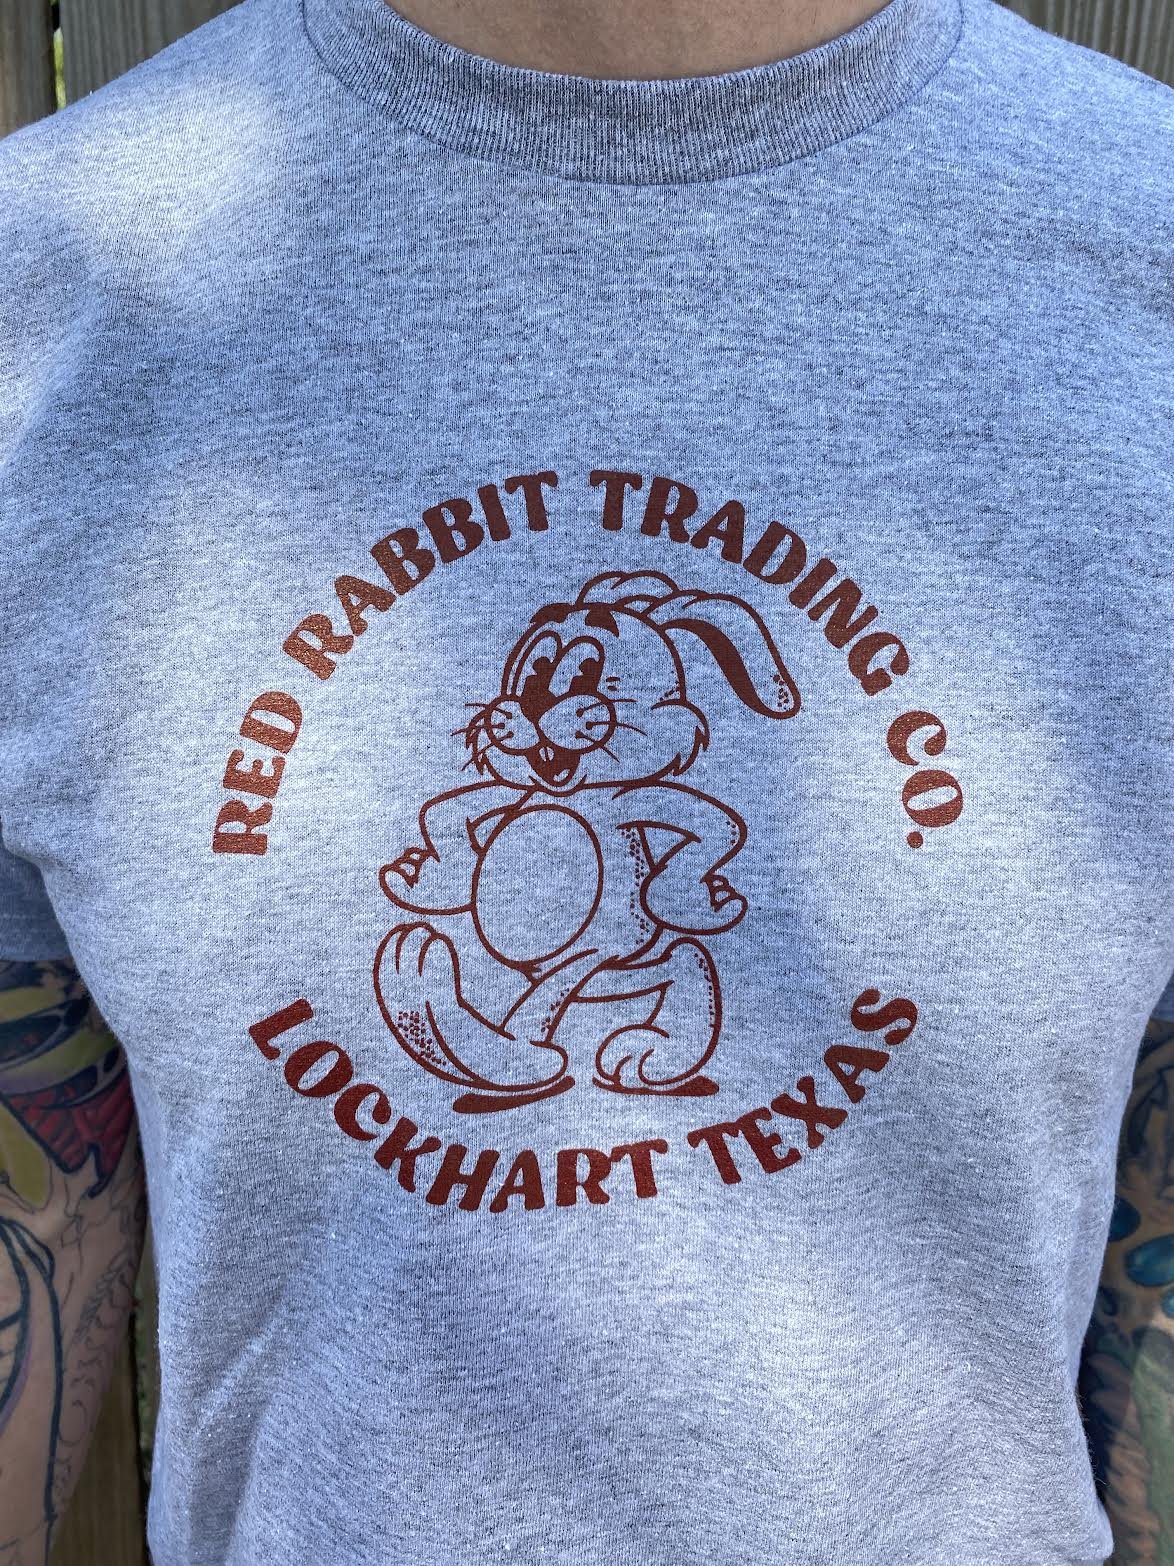 RED RABBIT TRADING CO.
LOCKHART TEXAS